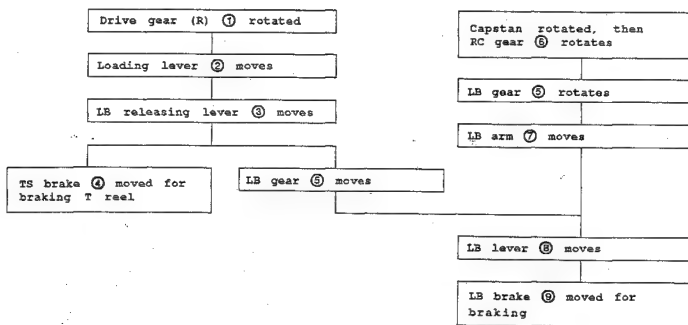 Drive gear (R) ① rotated
Loading lever ② moves
LB releasing lever ③ moves
TS brake ④ moved for
braking T reel
LB gear ⑤ moves
Capstan rotated, then
RC gear ⑥ rotates
LB gear ⑤ rotates
LB arm ⑦ moves
LB lever ⑧ moves
LB brake ⑨ moved for
braking